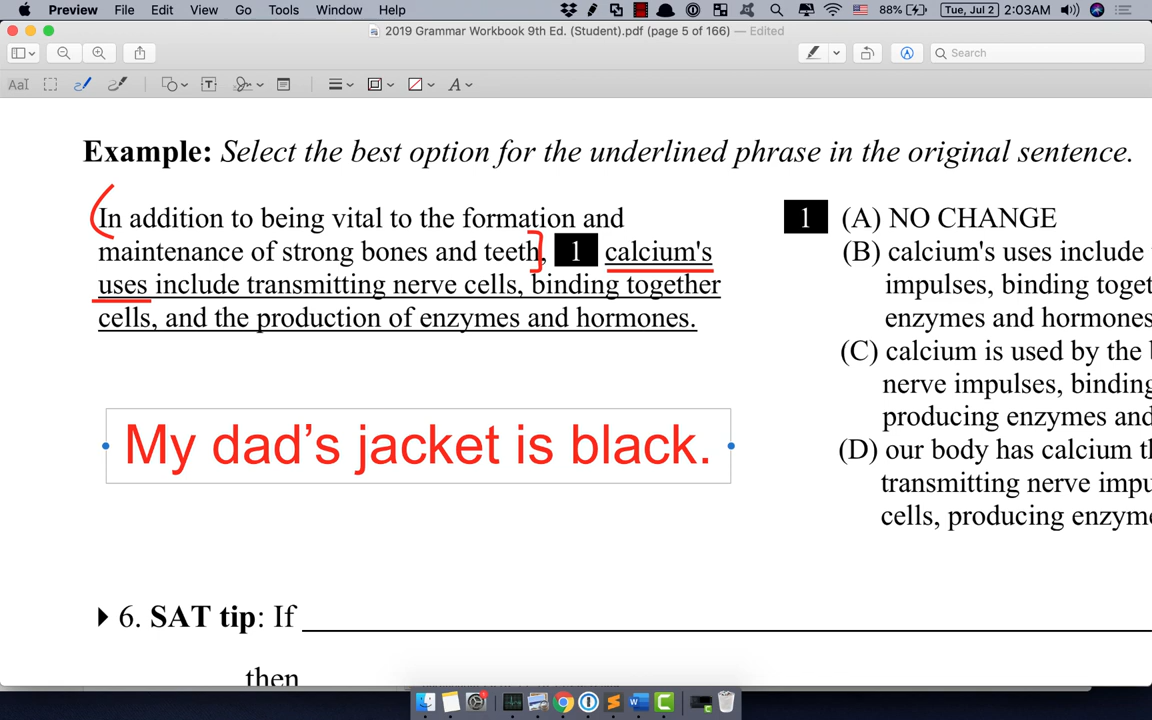 Preview File Edit View Go Tools Window Help 88% Tue, Jul 2 2:03AM
2019 Grammar Workbook 9th Ed. (Student).pdf (page 5 of 166) — Edited
Search
AaI T A
Example: Select the best option for the underlined phrase in the original sentence.
In addition to being vital to the formation and
maintenance of strong bones and teeth, 1 calcium's
uses include transmitting nerve cells, binding together
cells, and the production of enzymes and hormones.
1 (A) NO CHANGE
(B) calcium's uses include
impulses, binding toget
enzymes and hormones
(C) calcium is used by the
nerve impulses, binding
producing enzymes and
(D) our body has calcium
transmitting nerve impu
cells, producing enzym
My dad’s jacket is black.
6. SAT tip: If
then